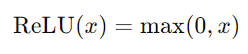 ReLU(x) = max(0, x)